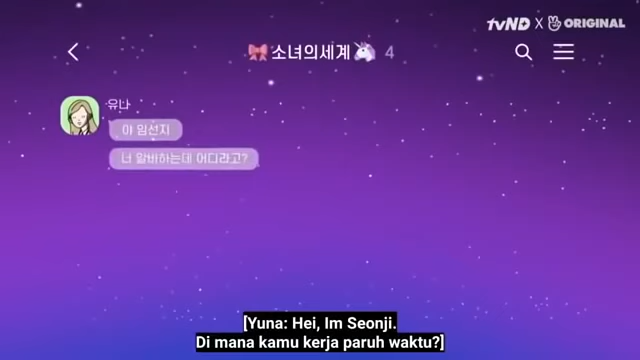 tvND X ORIGINAL
소녀의세계 4
유나
야 임선지
너 알바하는데 어디라고?
[Yuna: Hei, Im Seonji.
Di mana kamu kerja paruh waktu?]